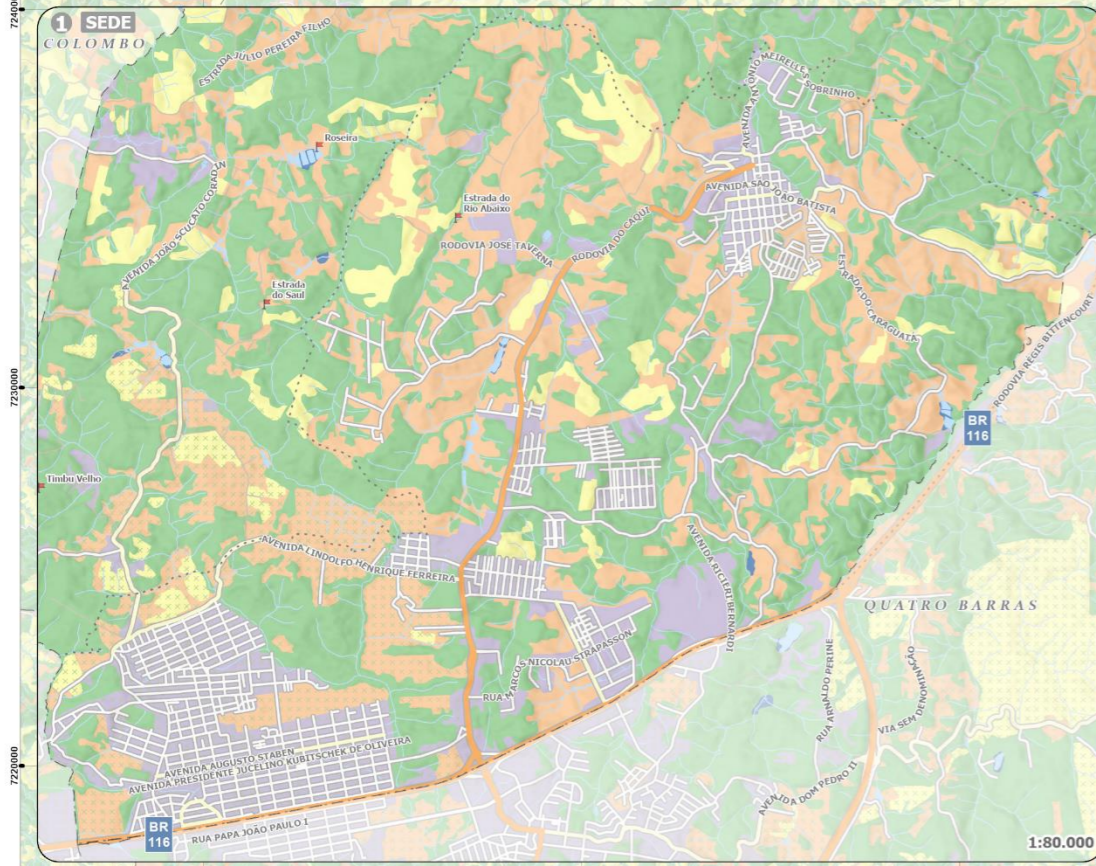 7240000
1 SEDE
COLOMBO
ESTRADA JULIO PEREIRA FILHO
AVENIDA ANTONIO MEIRELLES SOBRINHO
Roseira
AVENIDA JOÃO SCUCATO CORADIN
AVENIDA SÃO JOÃO BATISTA
Estrada do
Rio Abaixo
RODOVIA DO CAQUI
RODOVIA JOSÉ TAVERNA
ESTRADA DO CARAGUATÁ
Estrada
do Saul
RODOVIA RÉGIS BITTENCOURT
7230000
BR
116
Timbu Velho
AVENIDA LINDOLFO HENRIQUE FERREIRA
AVENIDA RICIERI BERNARDI
QUATRO BARRAS
RUA MARCOS NICOLAU STRAPASSON
RUA ARNALDO PERINE
VIA SEM DENOMINAÇÃO
AVENIDA AUGUSTO STABEN
AVENIDA PRESIDENTE JUCELINO KUBITSCHEK DE OLIVEIRA
7220000
AVENIDA DOM PEDRO II
BR
116
RUA PAPA JOÃO PAULO I
1:80.000